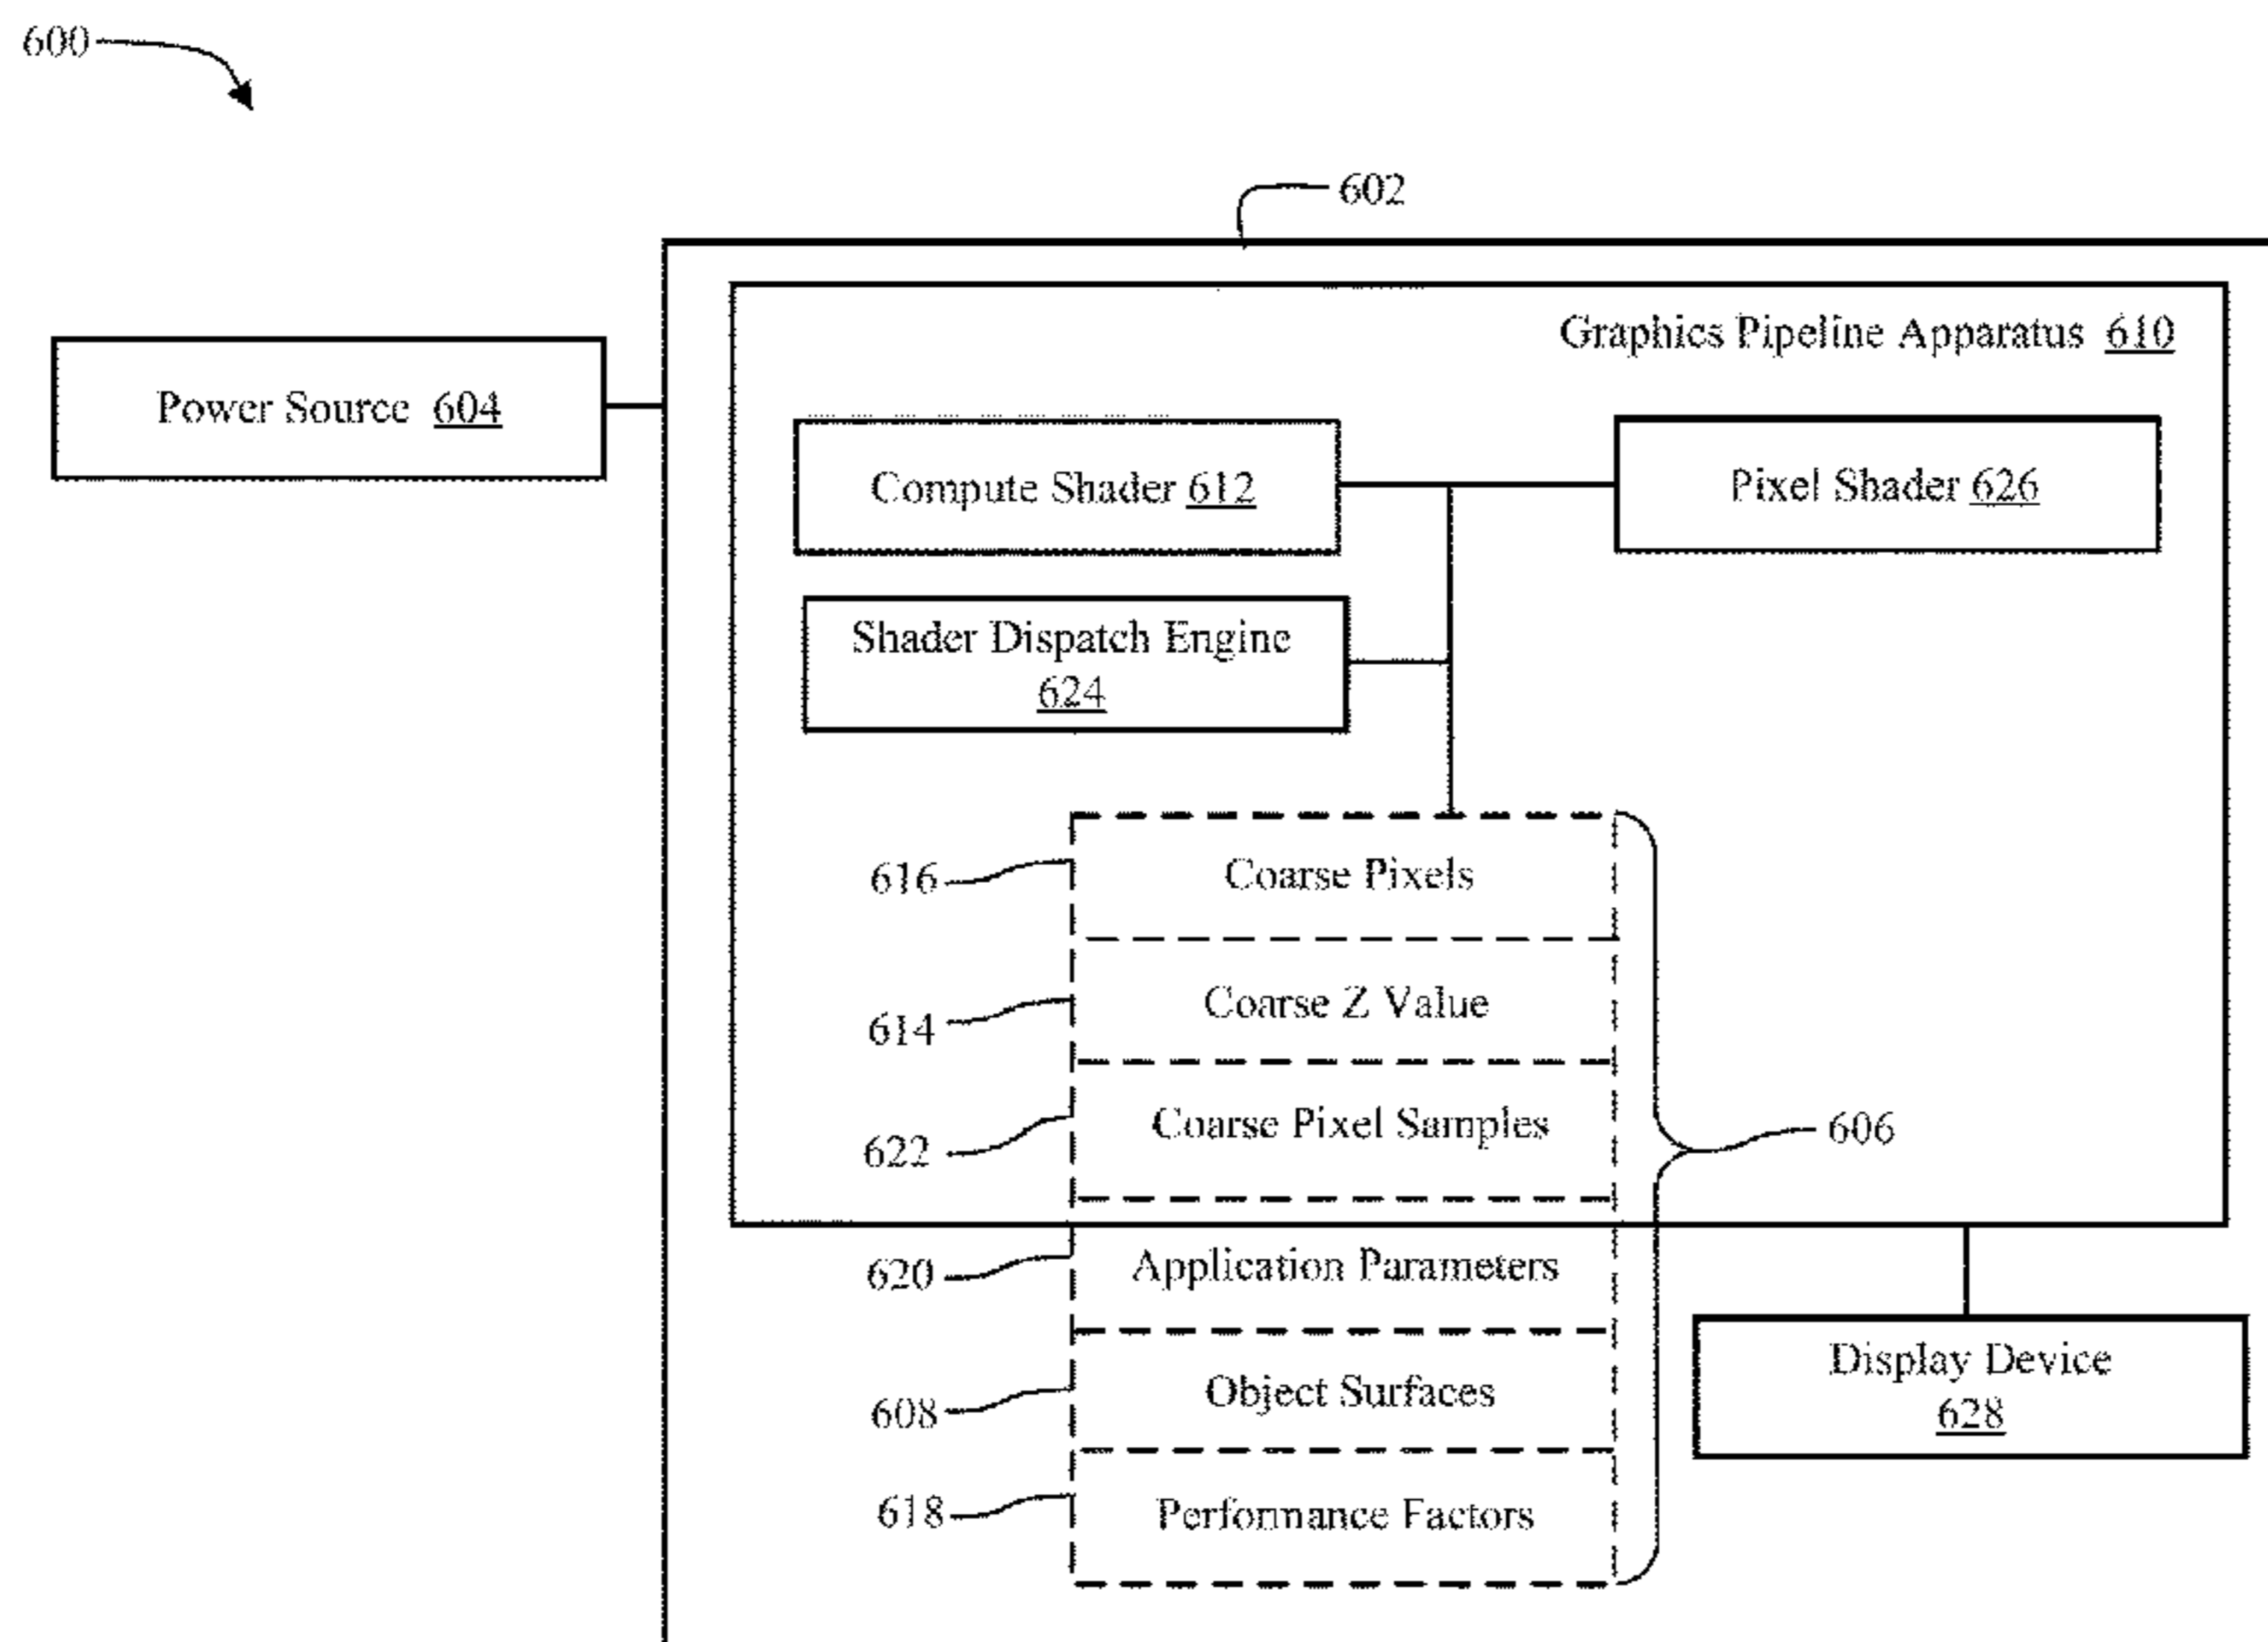 600
602
Graphics Pipeline Apparatus 610
Power Source 604
Compute Shader 612
Pixel Shader 626
Shader Dispatch Engine
624
616
Coarse Pixels
Coarse Z Value
614
Coarse Pixel Samples
622
606
Application Parameters
620
Display Device
628
Object Surfaces
608
Performance Factors
618